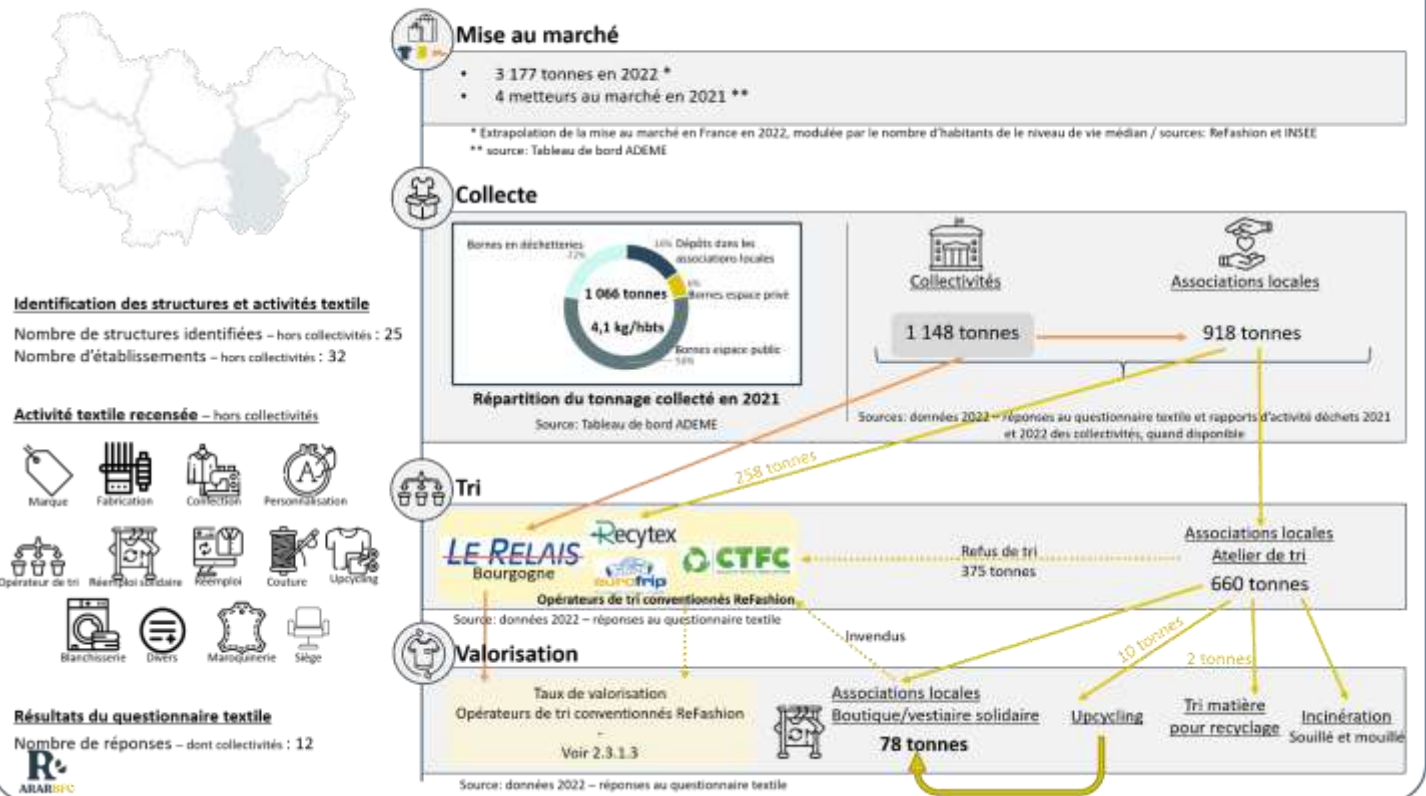 Identification des structures et activités textile
Nombre de structures identifiées – hors collectivités : 25
Nombre d'établissements – hors collectivités : 32
Activité textile recensée – hors collectivités
Marque
Fabrication
Confection
Personnalisation
Opérateur de tri
Réemploi solidaire
Réemploi
Couture
Upcycling
Blanchisserie
Divers
Maroquinerie
Siège
Résultats du questionnaire textile
Nombre de réponses – dont collectivités : 12
ARARBFC
Mise au marché
• 3 177 tonnes en 2022 *
• 4 metteurs au marché en 2021 **
* Extrapolation de la mise au marché en France en 2022, modulée par le nombre d'habitants de le niveau de vie médian / sources: ReFashion et INSEE
** source: Tableau de bord ADEME
Collecte
Bornes en déchetteries
22%
16% Dépôts dans les
associations locales
6%
Bornes espace privé
1 066 tonnes
4,1 kg/hbts
Bornes espace public
56%
Répartition du tonnage collecté en 2021
Source: Tableau de bord ADEME
Collectivités
1 148 tonnes
Associations locales
918 tonnes
Sources: données 2022 – réponses au questionnaire textile et rapports d'activité déchets 2021
et 2022 des collectivités, quand disponible
258 tonnes
Tri
LE RELAIS
Bourgogne
Recytex
eurofrip
CTFC
Opérateurs de tri conventionnés ReFashion
Refus de tri
375 tonnes
Associations locales
Atelier de tri
660 tonnes
Source: données 2022 – réponses au questionnaire textile
Invendus
10 tonnes
2 tonnes
Valorisation
Taux de valorisation
Opérateurs de tri conventionnés ReFashion
-
Voir 2.3.1.3
Associations locales
Boutique/vestiaire solidaire
78 tonnes
Upcycling
Tri matière
pour recyclage
Incinération
Souillé et mouillé
Source: données 2022 – réponses au questionnaire textile